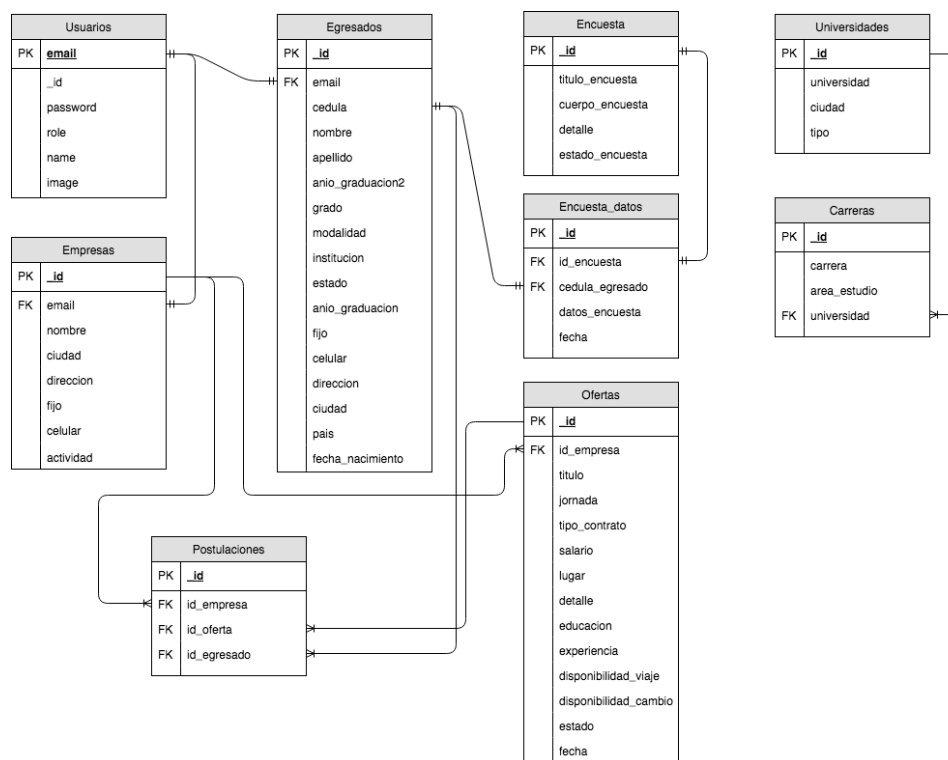 Usuarios
PK email
_id
password
role
name
image
Egresados
PK _id
FK email
cedula
nombre
apellido
anio_graduacion2
grado
modalidad
institucion
estado
anio_graduacion
fijo
celular
direccion
ciudad
pais
fecha_nacimiento
Encuesta
PK _id
titulo_encuesta
cuerpo_encuesta
detalle
estado_encuesta
Universidades
PK _id
universidad
ciudad
tipo
Empresas
PK _id
FK email
nombre
ciudad
direccion
fijo
celular
actividad
Encuesta_datos
PK _id
FK id_encuesta
FK cedula_egresado
datos_encuesta
fecha
Carreras
PK _id
carrera
area_estudio
FK universidad
Ofertas
PK _id
FK id_empresa
titulo
jornada
tipo_contrato
salario
lugar
detalle
educacion
experiencia
disponibilidad_viaje
disponibilidad_cambio
estado
fecha
Postulaciones
PK _id
FK id_empresa
FK id_oferta
FK id_egresado